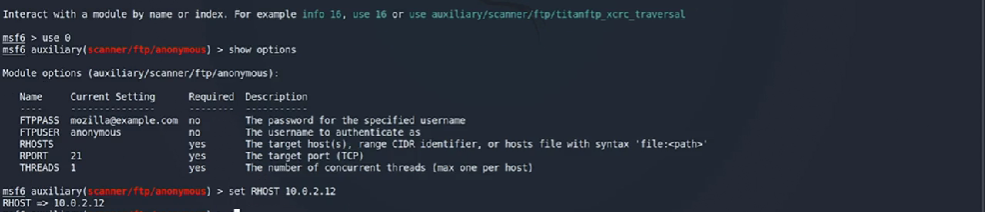 Interact with a module by name or index. For example info 16, use 16 or use auxiliary/scanner/ftp/titanftp_xcrc_traversal
msf6 > use 0
msf6 auxiliary(scanner/ftp/anonymous) > show options
Module options (auxiliary/scanner/ftp/anonymous):
Name Current Setting Required Description
---- --------------- -------- -----------
FTPPASS mozilla@example.com no The password for the specified username
FTPUSER anonymous no The username to authenticate as
RHOSTS yes The target host(s), range CIDR identifier, or hosts file with syntax 'file:<path>'
RPORT 21 yes The target port (TCP)
THREADS 1 yes The number of concurrent threads (max one per host)
msf6 auxiliary(scanner/ftp/anonymous) > set RHOST 10.0.2.12
RHOST => 10.0.2.12